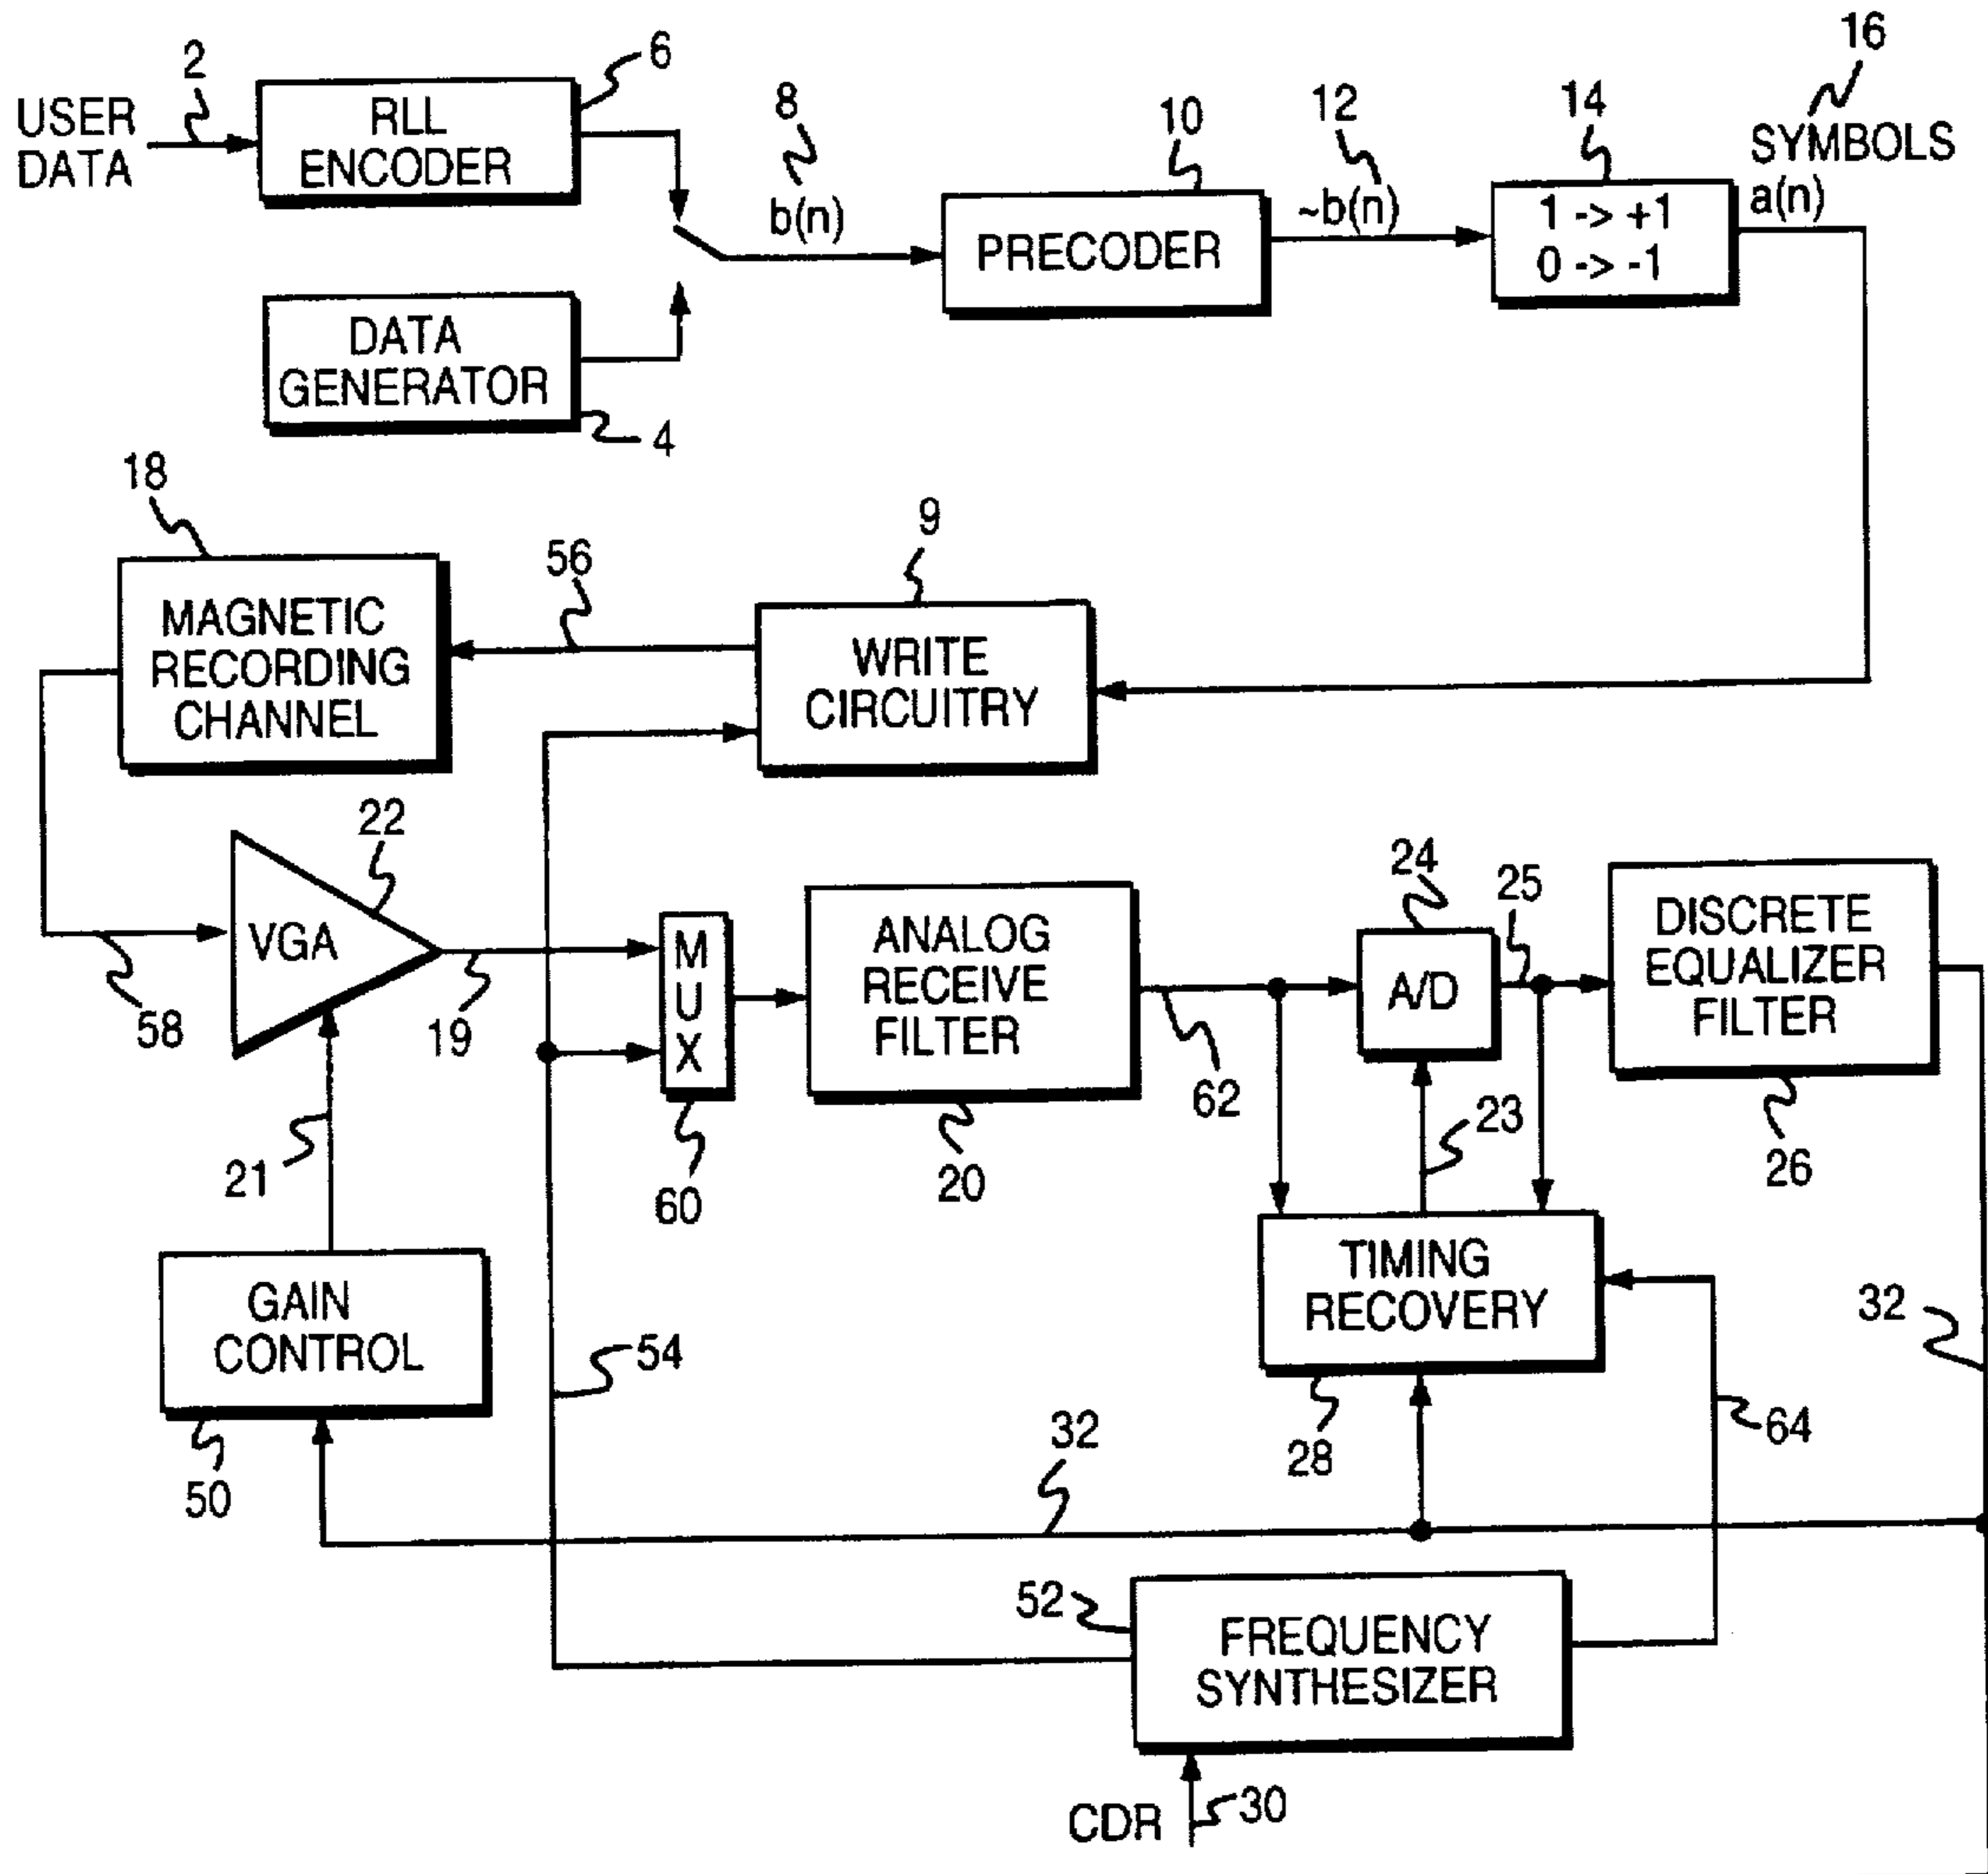 2
USER
DATA
RLL
ENCODER
6
DATA
GENERATOR
4
8
b(n)
10
PRECODER
12
~b(n)
14
1 -> +1
0 -> -1
16
SYMBOLS
a(n)
18
MAGNETIC
RECORDING
CHANNEL
56
9
WRITE
CIRCUITRY
22
VGA
58
19
21
MUX
60
ANALOG
RECEIVE
FILTER
20
62
24
A/D
25
23
DISCRETE
EQUALIZER
FILTER
26
GAIN
CONTROL
50
54
TIMING
RECOVERY
28
64
32
32
52
FREQUENCY
SYNTHESIZER
CDR
30